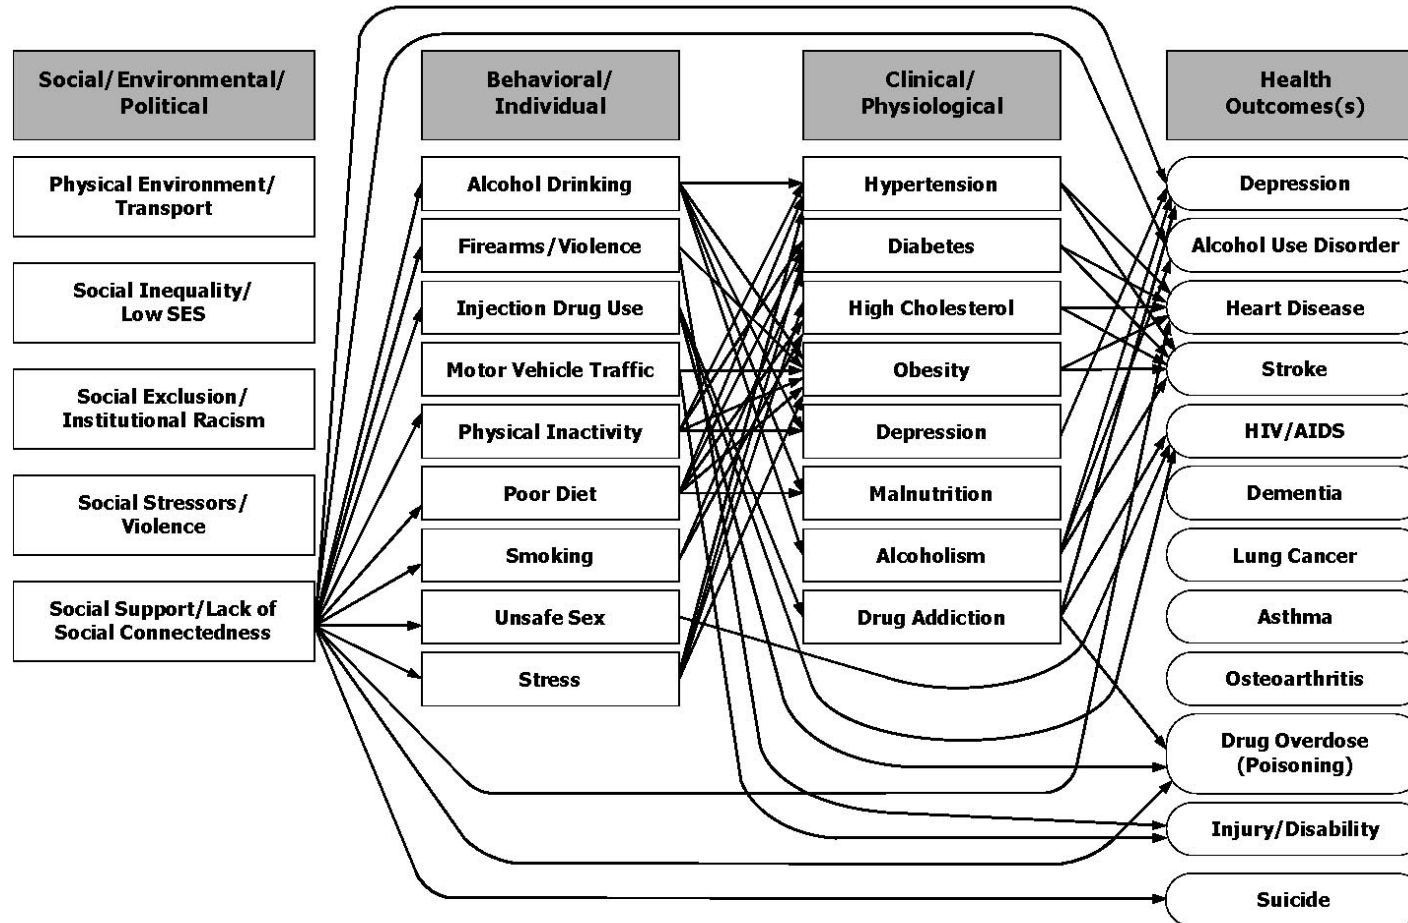 Social/Environmental/
Political
Behavioral/
Individual
Clinical/
Physiological
Health
Outcomes(s)
Physical Environment/
Transport
Social Inequality/
Low SES
Social Exclusion/
Institutional Racism
Social Stressors/
Violence
Social Support/Lack of
Social Connectedness
Alcohol Drinking
Firearms/Violence
Injection Drug Use
Motor Vehicle Traffic
Physical Inactivity
Poor Diet
Smoking
Unsafe Sex
Stress
Hypertension
Diabetes
High Cholesterol
Obesity
Depression
Malnutrition
Alcoholism
Drug Addiction
Depression
Alcohol Use Disorder
Heart Disease
Stroke
HIV/AIDS
Dementia
Lung Cancer
Asthma
Osteoarthritis
Drug Overdose
(Poisoning)
Injury/Disability
Suicide